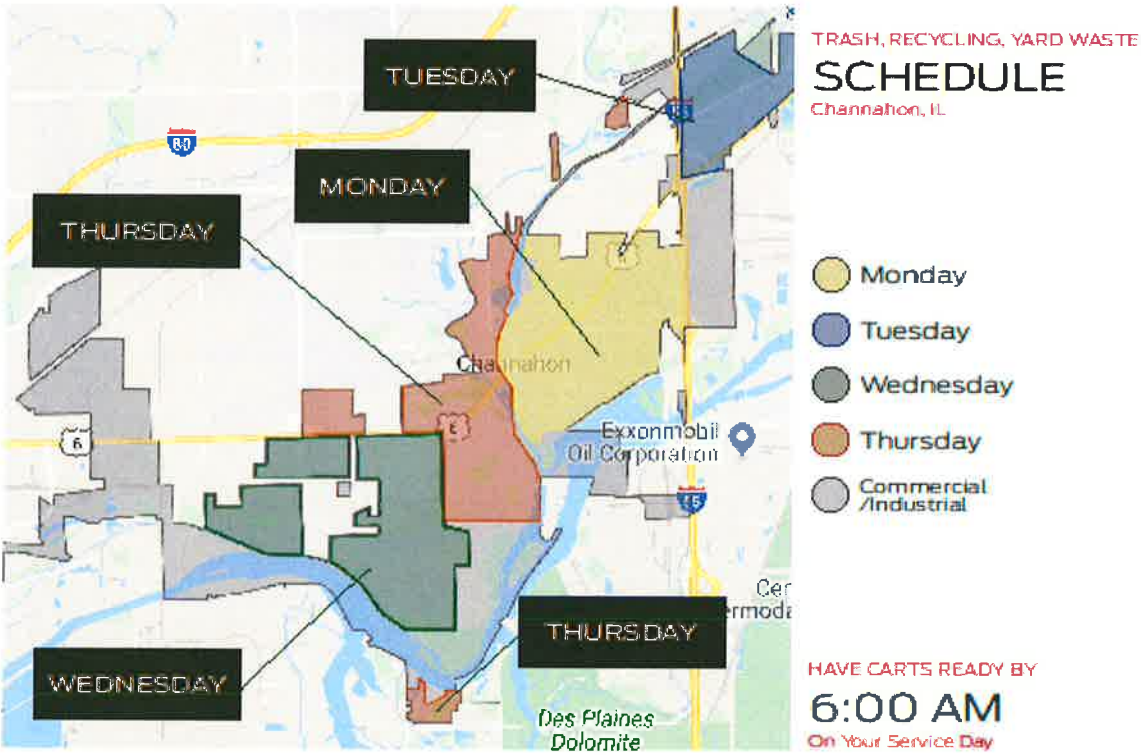 TRASH, RECYCLING, YARD WASTE
SCHEDULE
Channahon, IL
TUESDAY
MONDAY
THURSDAY
80
55
6
Channahon
6
6
Exxonmobil
Oil Corporation
Monday
Tuesday
Wednesday
Thursday
Commercial
/Industrial
WEDNESDAY
THURSDAY
Des Plaines
Dolomite
HAVE CARTS READY BY
6:00 AM
On Your Service Day